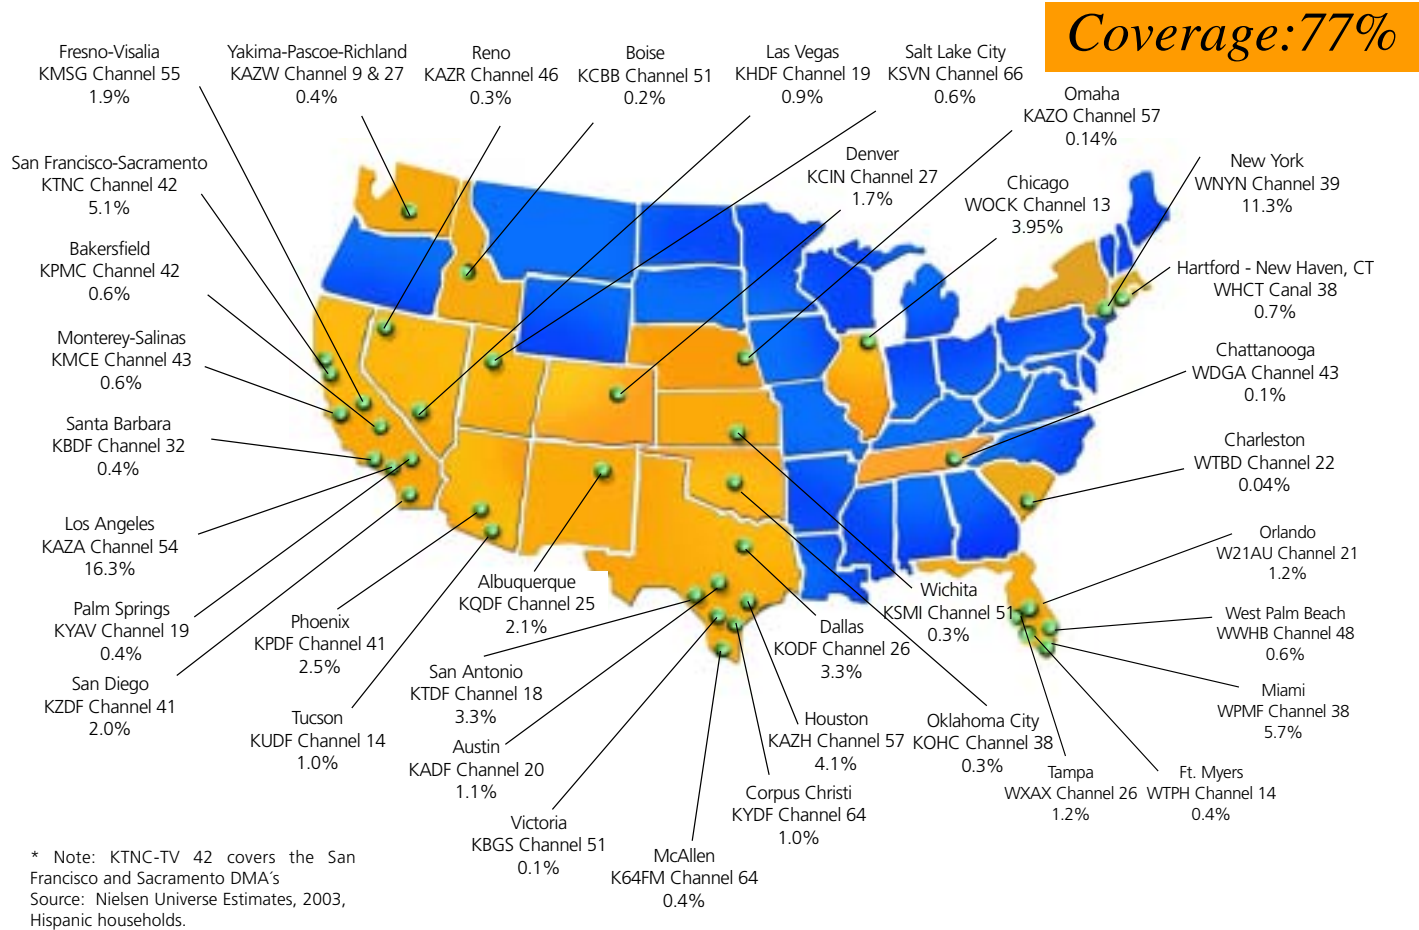 Coverage:77%
Fresno-Visalia
KMSG Channel 55
1.9%
Yakima-Pascoe-Richland
KAZW Channel 9 & 27
0.4%
Reno
KAZR Channel 46
0.3%
Boise
KCBB Channel 51
0.2%
Las Vegas
KHDF Channel 19
0.9%
Salt Lake City
KSVN Channel 66
0.6%
Omaha
KAZO Channel 57
0.14%
San Francisco-Sacramento
KTNC Channel 42
5.1%
Denver
KCIN Channel 27
1.7%
Chicago
WOCK Channel 13
3.95%
New York
WNYN Channel 39
11.3%
Bakersfield
KPMC Channel 42
0.6%
Hartford - New Haven, CT
WHCT Canal 38
0.7%
Monterey-Salinas
KMCE Channel 43
0.6%
Chattanooga
WDGA Channel 43
0.1%
Santa Barbara
KBDF Channel 32
0.4%
Charleston
WTBD Channel 22
0.04%
Los Angeles
KAZA Channel 54
16.3%
Orlando
W21AU Channel 21
1.2%
Palm Springs
KYAV Channel 19
0.4%
Phoenix
KPDF Channel 41
2.5%
Albuquerque
KQDF Channel 25
2.1%
Wichita
KSMI Channel 51
0.3%
West Palm Beach
WWHB Channel 48
0.6%
San Diego
KZDF Channel 41
2.0%
San Antonio
KTDF Channel 18
3.3%
Dallas
KODF Channel 26
3.3%
Miami
WPMF Channel 38
5.7%
Tucson
KUDF Channel 14
1.0%
Austin
KADF Channel 20
1.1%
Houston
KAZH Channel 57
4.1%
Oklahoma City
KOHC Channel 38
0.3%
Tampa
WXAX Channel 26
1.2%
Ft. Myers
WTPH Channel 14
0.4%
Corpus Christi
KYDF Channel 64
1.0%
Victoria
KBGS Channel 51
0.1%
McAllen
K64FM Channel 64
0.4%
* Note: KTNC-TV 42 covers the San
Francisco and Sacramento DMA´s
Source: Nielsen Universe Estimates, 2003,
Hispanic households.